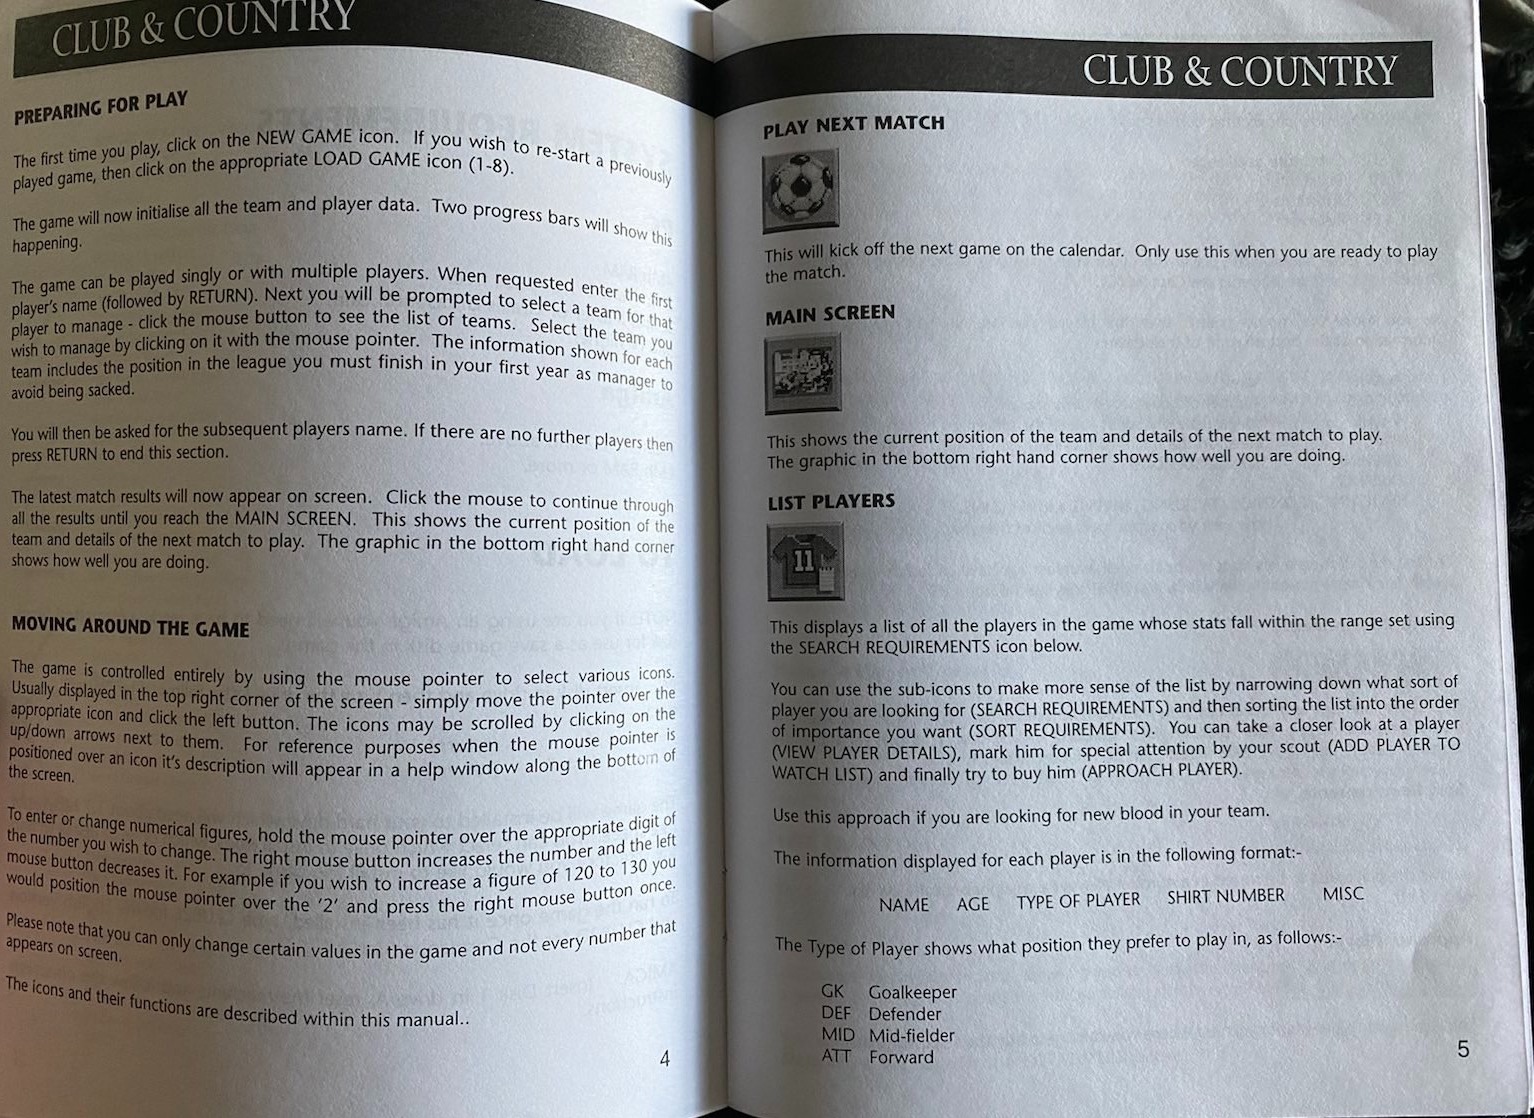 CLUB & COUNTRY
PREPARING FOR PLAY
The first time you play, click on the NEW GAME icon. If you wish to re-start a previously
played game, then click on the appropriate LOAD GAME icon (1-8).
The game will now initialise all the team and player data. Two progress bars will show this
happening.
The game can be played singly or with multiple players. When requested enter the first
player's name (followed by RETURN). Next you will be prompted to select a team for that
player to manage - click the mouse button to see the list of teams. Select the team you
wish to manage by clicking on it with the mouse pointer. The information shown for each
team includes the position in the league you must finish in your first year as manager to
avoid being sacked.
You will then be asked for the subsequent players name. If there are no further players then
press RETURN to end this section.
The latest match results will now appear on screen. Click the mouse to continue through
all the results until you reach the MAIN SCREEN. This shows the current position of the
team and details of the next match to play. The graphic in the bottom right hand corner
shows how well you are doing.
MOVING AROUND THE GAME
The game is controlled entirely by using the mouse pointer to select various icons.
Usually displayed in the top right corner of the screen - simply move the pointer over the
appropriate icon and click the left button. The icons may be scrolled by clicking on the
up/down arrows next to them. For reference purposes when the mouse pointer is
positioned over an icon it's description will appear in a help window along the bottom of
the screen.
To enter or change numerical figures, hold the mouse pointer over the appropriate digit of
the number you wish to change. The right mouse button increases the number and the left
mouse button decreases it. For example if you wish to increase a figure of 120 to 130 you
would position the mouse pointer over the '2' and press the right mouse button once.
Please note that you can only change certain values in the game and not every number that
appears on screen.
The icons and their functions are described within this manual..
4
CLUB & COUNTRY
PLAY NEXT MATCH
This will kick off the next game on the calendar. Only use this when you are ready to play
the match.
MAIN SCREEN
This shows the current position of the team and details of the next match to play.
The graphic in the bottom right hand corner shows how well you are doing.
LIST PLAYERS
11
This displays a list of all the players in the game whose stats fall within the range set using
the SEARCH REQUIREMENTS icon below.
You can use the sub-icons to make more sense of the list by narrowing down what sort of
player you are looking for (SEARCH REQUIREMENTS) and then sorting the list into the order
of importance you want (SORT REQUIREMENTS). You can take a closer look at a player
(VIEW PLAYER DETAILS), mark him for special attention by your scout (ADD PLAYER TO
WATCH LIST) and finally try to buy him (APPROACH PLAYER).
Use this approach if you are looking for new blood in your team.
The information displayed for each player is in the following format:-
NAME AGE TYPE OF PLAYER SHIRT NUMBER MISC
The Type of Player shows what position they prefer to play in, as follows:-
GK Goalkeeper
DEF Defender
MID Mid-fielder
ATT Forward
5